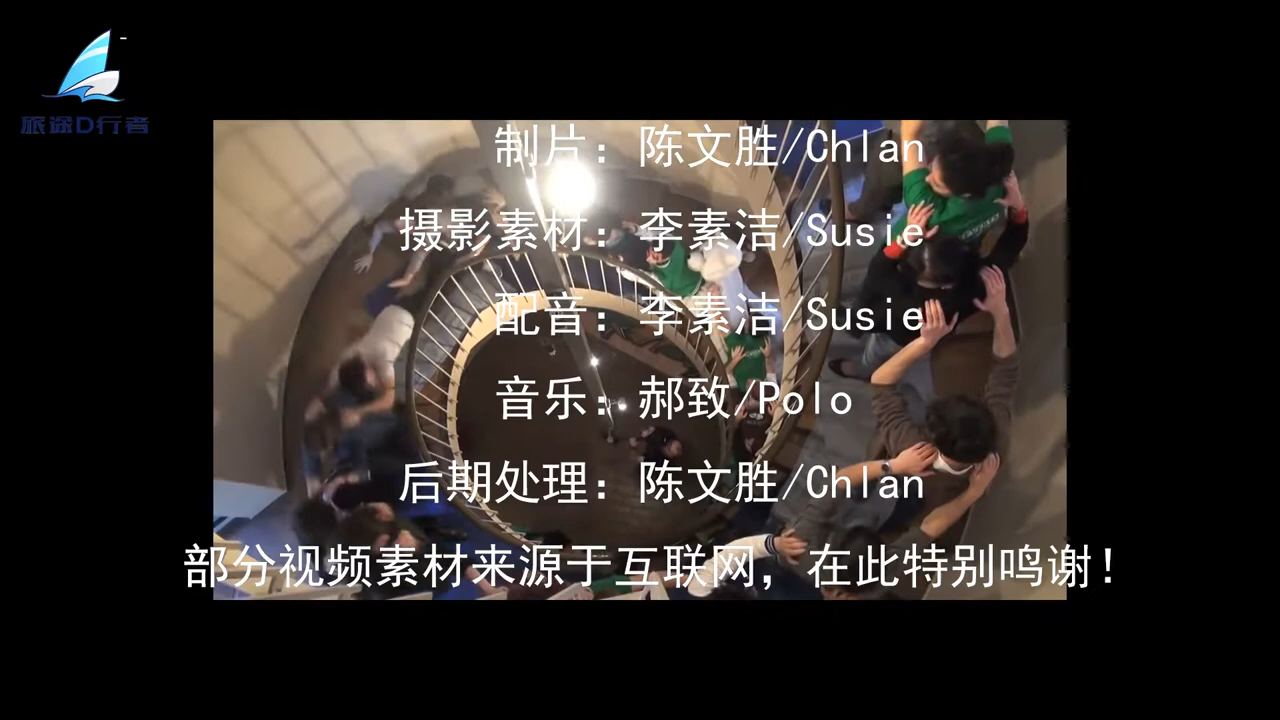 旅途D行者
制片：陈文胜/Chlan
摄影素材：李素洁/Susie
配音：李素洁/Susie
音乐：郝致/Polo
后期处理：陈文胜/Chlan
部分视频素材来源于互联网，在此特别鸣谢！